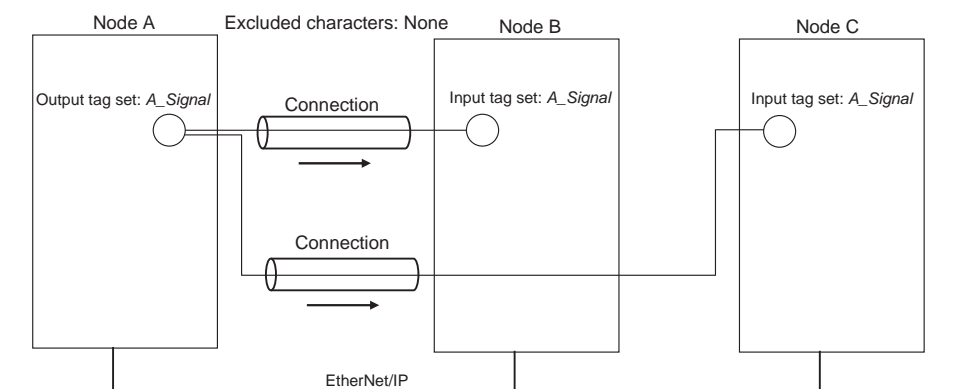 Node A
Excluded characters: None
Node B
Node C
Output tag set: A_Signal
Connection
Input tag set: A_Signal
Input tag set: A_Signal
Connection
EtherNet/IP